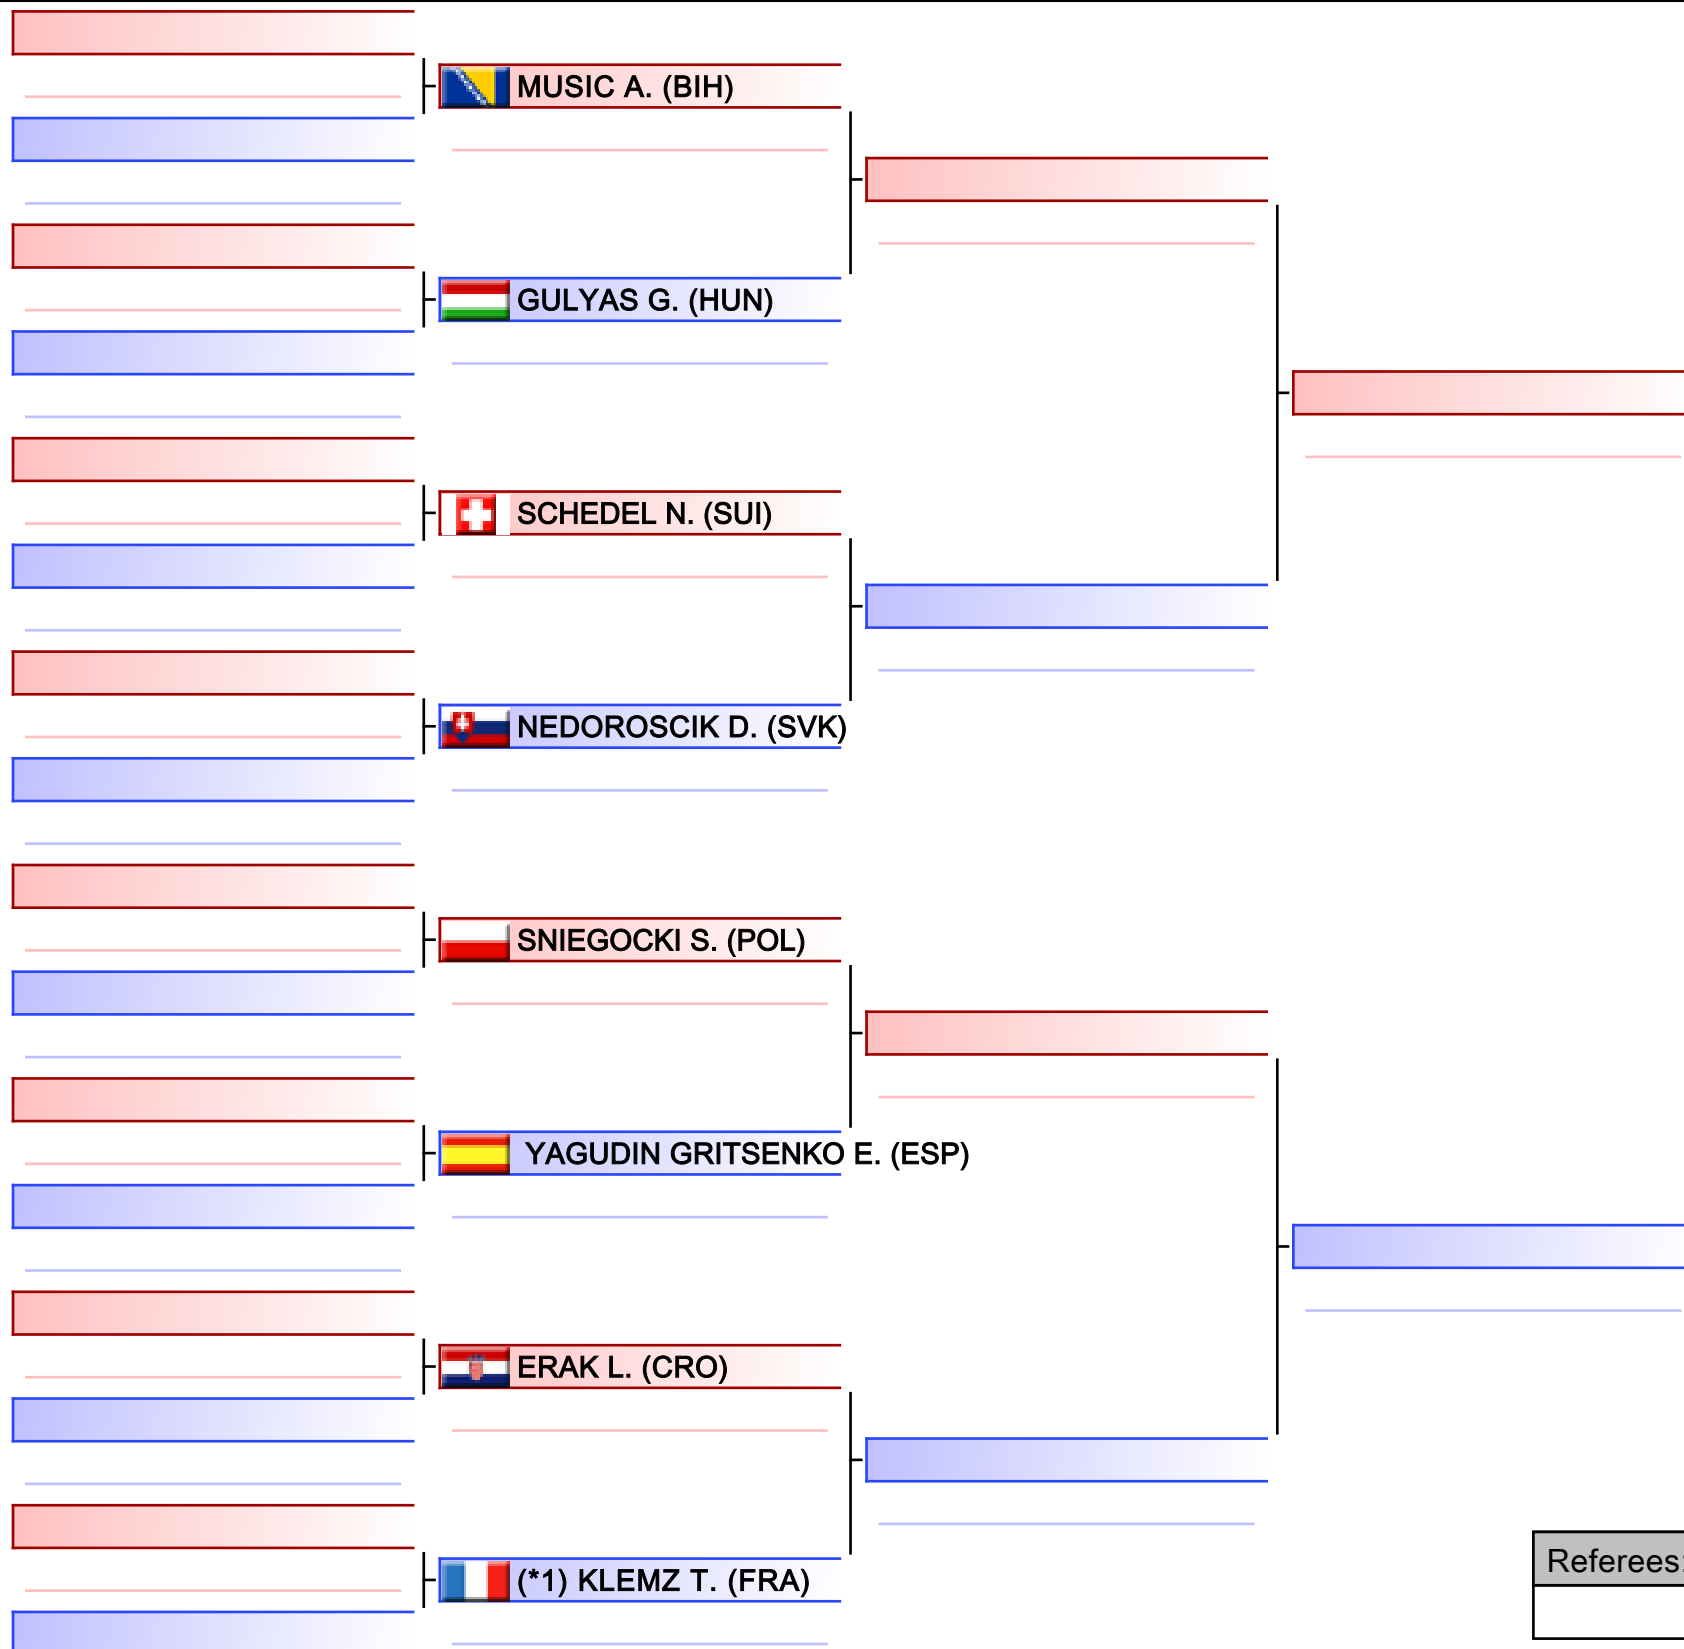 MUSIC A. (BIH)
GULYAS G. (HUN)
SCHEDEL N. (SUI)
NEDOROSCIK D. (SVK)
SNIEGOCKI S. (POL)
YAGUDIN GRITSENKO E. (ESP)
ERAK L. (CRO)
(*1) KLEMZ T. (FRA)
Referees: